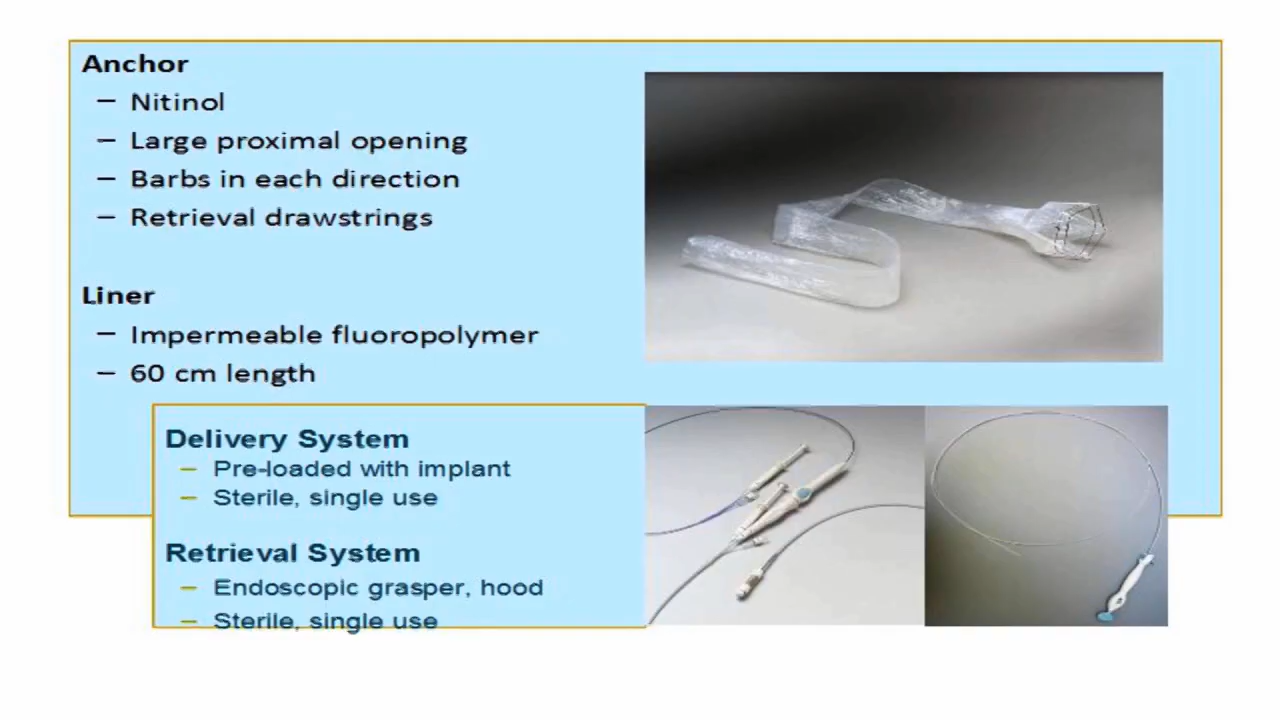 Anchor
– Nitinol
– Large proximal opening
– Barbs in each direction
– Retrieval drawstrings
Liner
– Impermeable fluoropolymer
– 60 cm length
Delivery System
– Pre-loaded with implant
– Sterile, single use
Retrieval System
– Endoscopic grasper, hood
– Sterile, single use